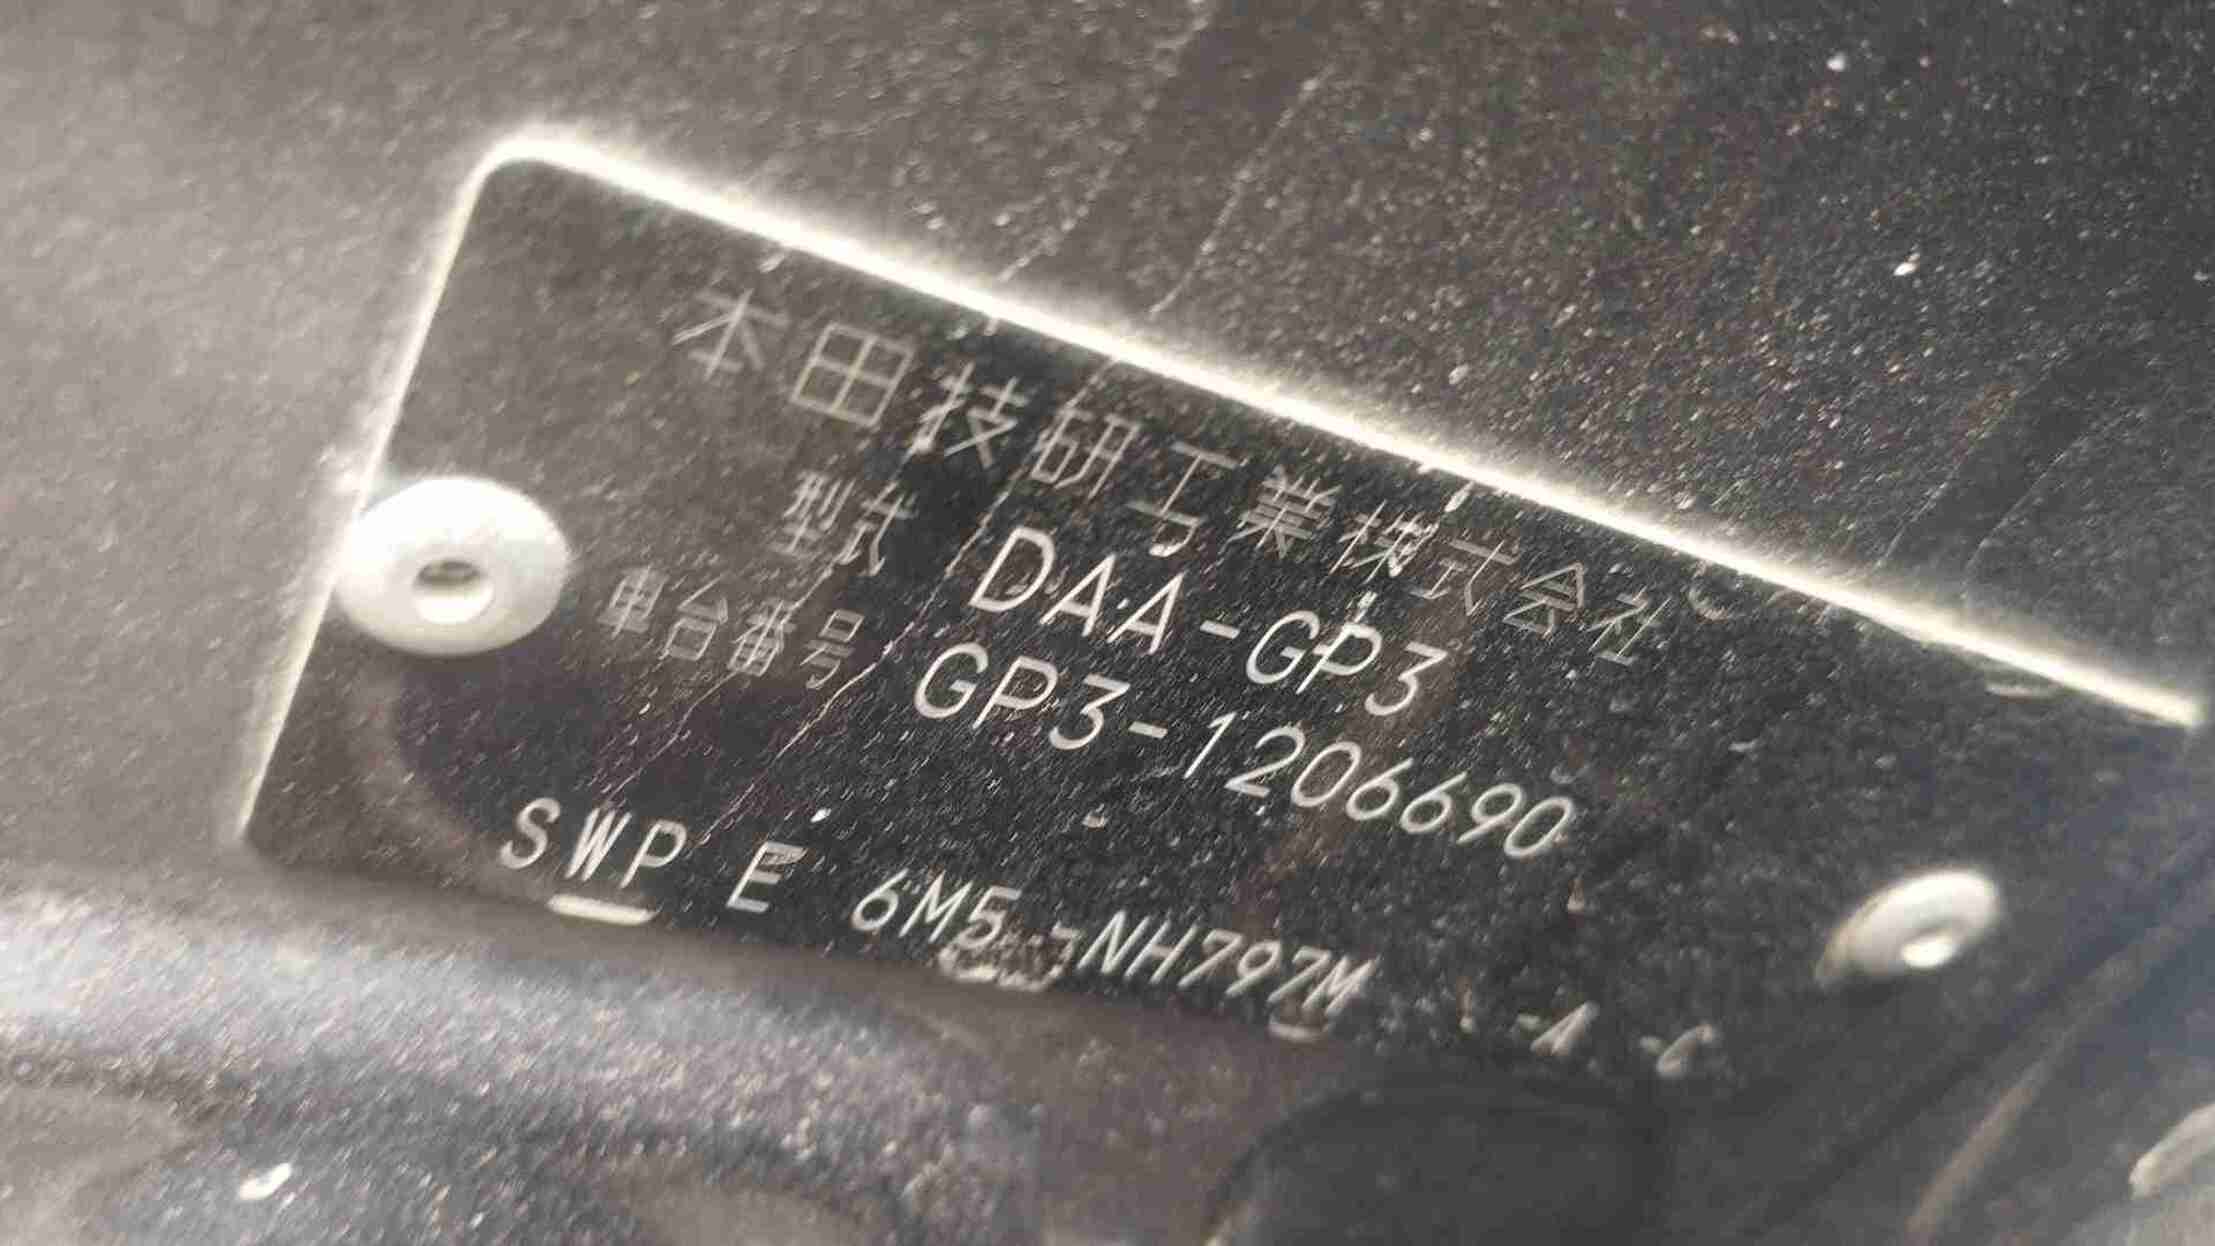 本田技研工業株式会社
型式 DAA-GP3
車台番号 GP3-1206690
SWP E 6M5 -NH797M -A -C